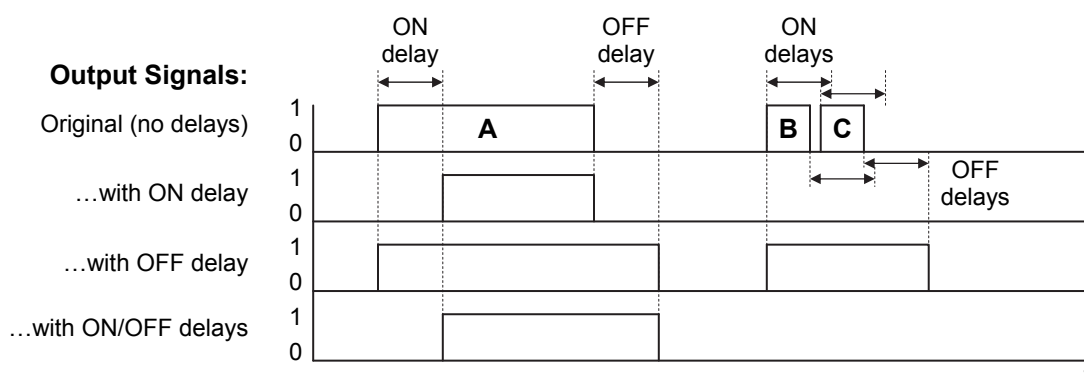 ON
delay
OFF
delay
ON
delays
Output Signals:
Original (no delays)
1
0
A
B
C
OFF
delays
…with ON delay
1
0
…with OFF delay
1
0
…with ON/OFF delays
1
0